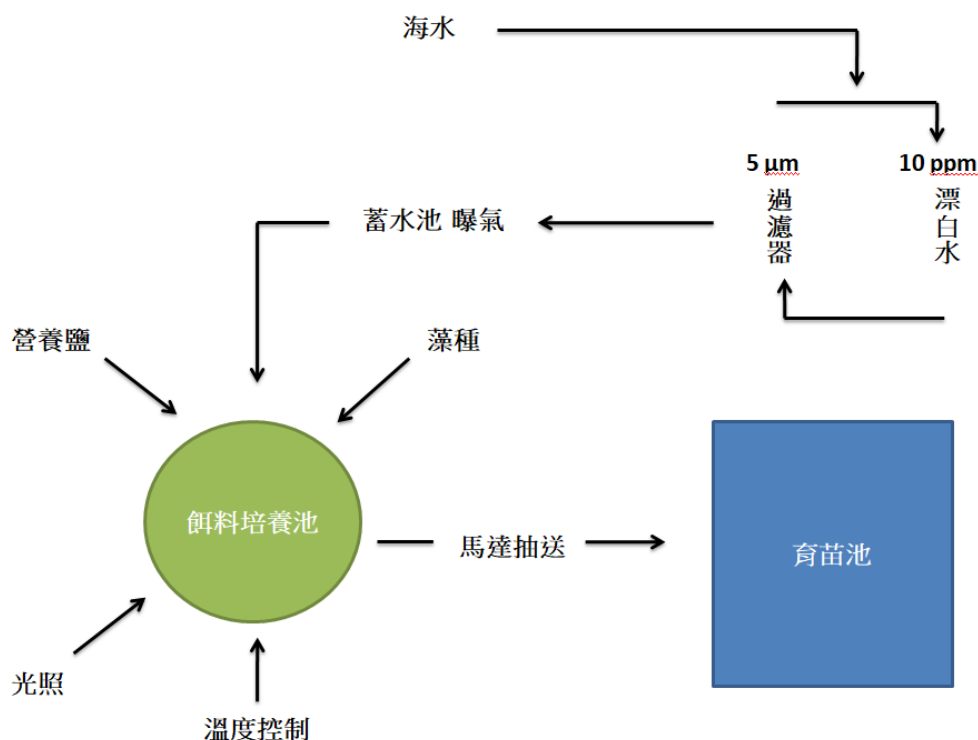 海水
5 µm
過濾器
10 ppm
漂白水
蓄水池 曝氣
營養鹽
藻種
餌料培養池
馬達抽送
育苗池
光照
溫度控制